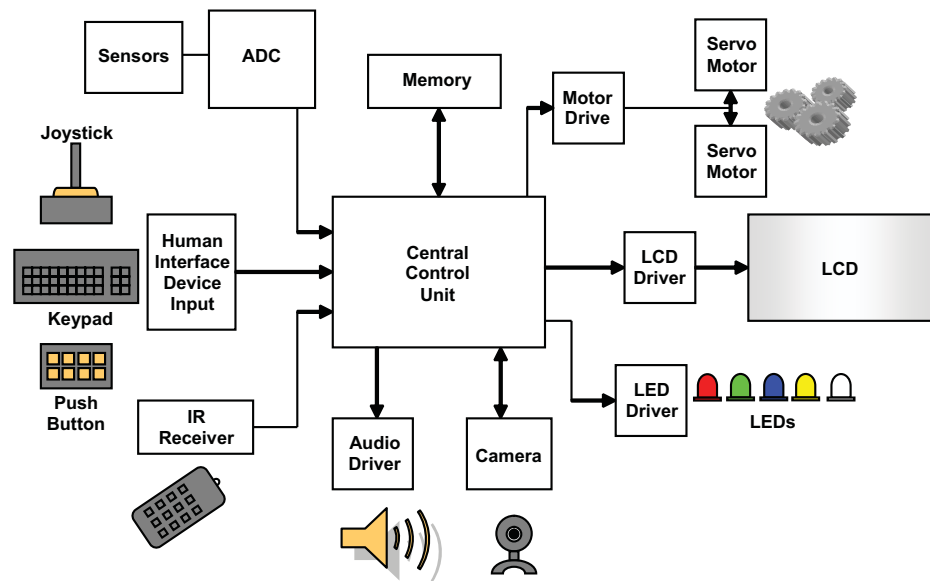 Sensors
ADC
Memory
Motor
Drive
Servo
Motor
Servo
Motor
Joystick
Human
Interface
Device
Input
Keypad
Push
Button
IR
Receiver
Central
Control
Unit
LCD
Driver
LCD
LED
Driver
LEDs
Audio
Driver
Camera